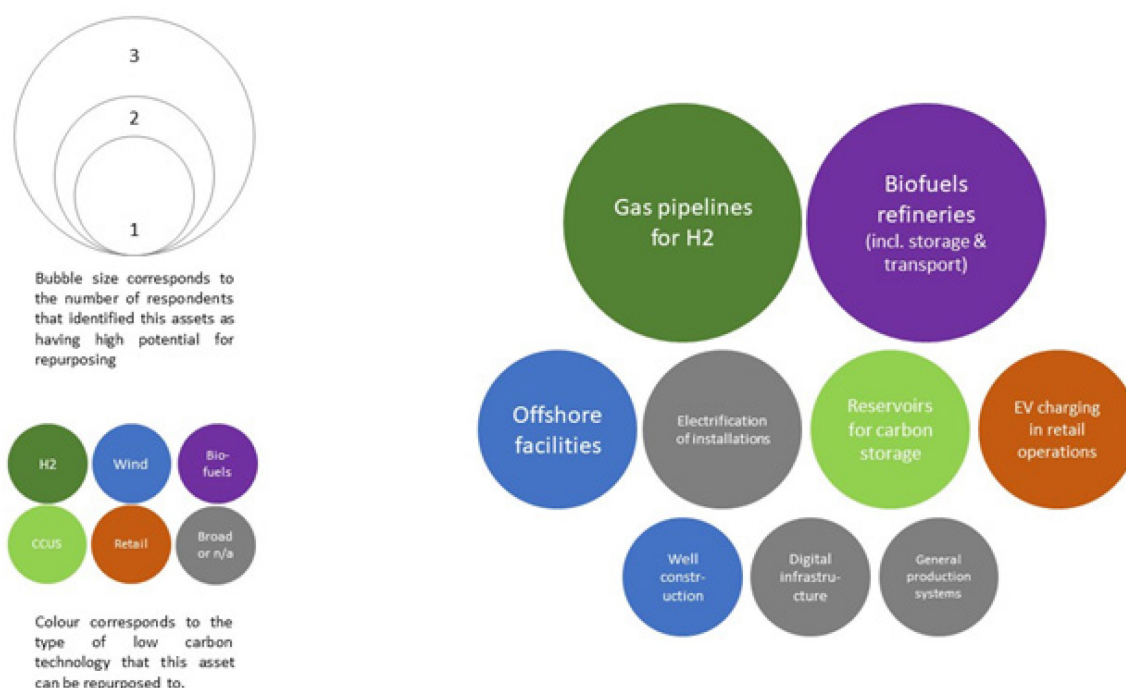 3
2
1
Bubble size corresponds to
the number of respondents
that identified this assets as
having high potential for
repurposing
H2
Wind
Bio-
fuels
CCUS
Retail
Broad
or n/a
Colour corresponds to the
type of low carbon
technology that this asset
can be repurposed to.
Gas pipelines
for H2
Biofuels
refineries
(incl. storage &
transport)
Offshore
facilities
Electrification
of installations
Reservoirs
for carbon
storage
EV charging
in retail
operations
Well
constr-
uction
Digital
infrastru-
cture
General
production
systems